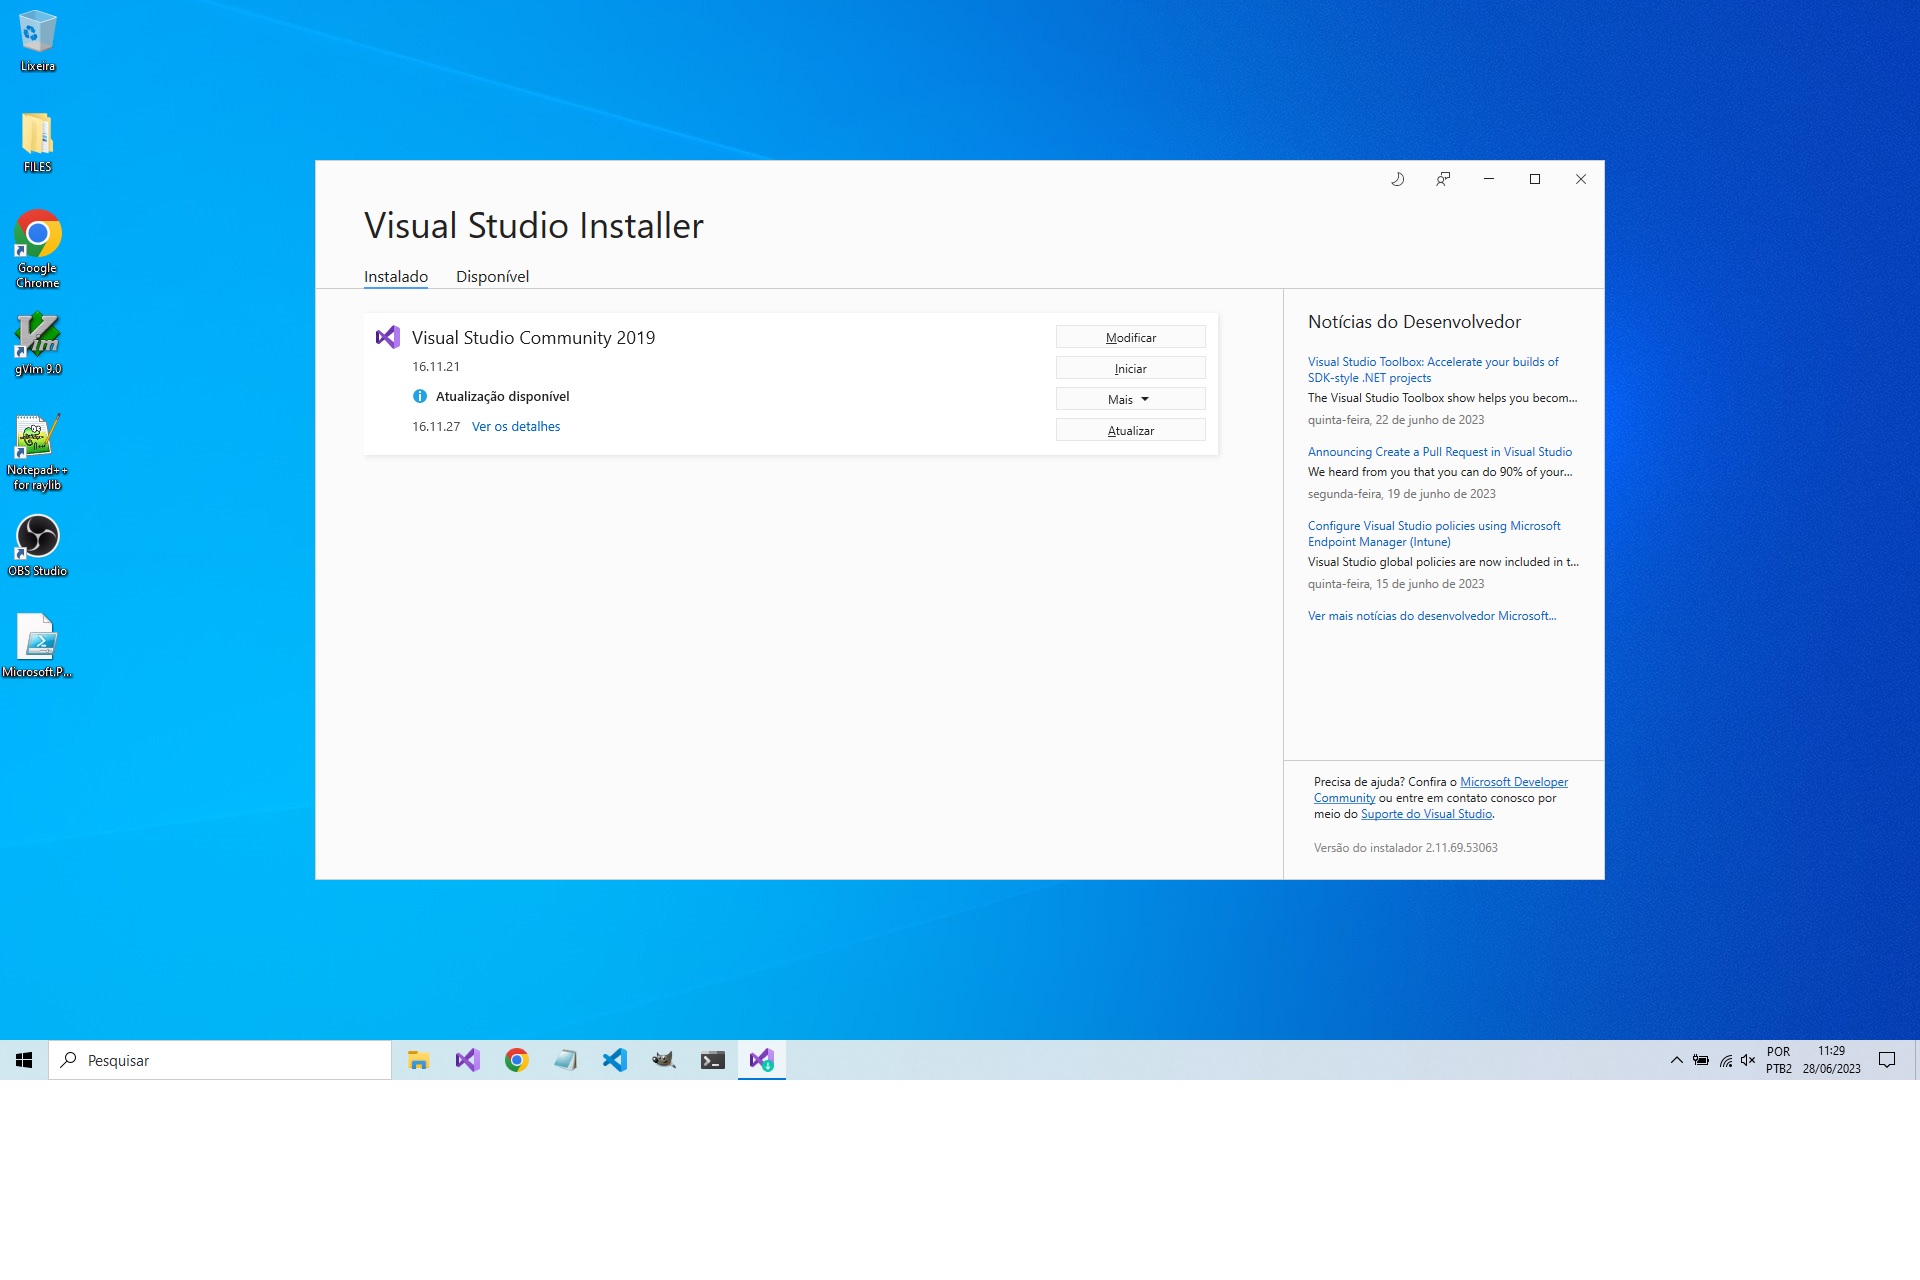 Lixeira
FILES
Google
Chrome
gVim 9.0
Notepad++
for raylib
OBS Studio
Microsoft.P...
Visual Studio Installer
Instalado
Disponível
Visual Studio Community 2019
16.11.21
Atualização disponível
16.11.27 Ver os detalhes
Modificar
Iniciar
Mais
Atualizar
Notícias do Desenvolvedor
Visual Studio Toolbox: Accelerate your builds of
SDK-style .NET projects
The Visual Studio Toolbox show helps you becom...
quinta-feira, 22 de junho de 2023
Announcing Create a Pull Request in Visual Studio
We heard from you that you can do 90% of your...
segunda-feira, 19 de junho de 2023
Configure Visual Studio policies using Microsoft
Endpoint Manager (Intune)
Visual Studio global policies are now included in t...
quinta-feira, 15 de junho de 2023
Ver mais notícias do desenvolvedor Microsoft...
Precisa de ajuda? Confira o Microsoft Developer
Community ou entre em contato conosco por
meio do Suporte do Visual Studio.
Versão do instalador 2.11.69.53063
Pesquisar
POR
PTB2
11:29
28/06/2023